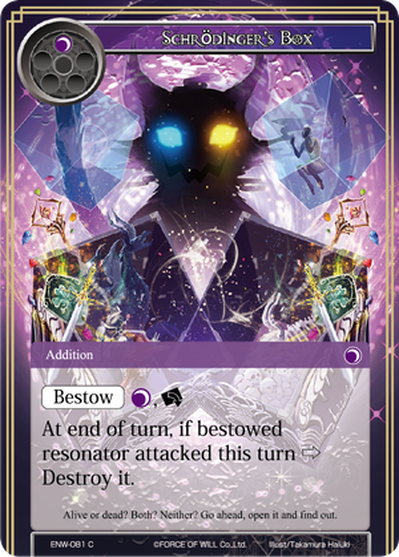 Schrödinger's Box
Addition
Bestow ,
At end of turn, if bestowed
resonator attacked this turn ⇨
Destroy it.
Alive or dead? Both? Neither? Go ahead, open it and find out.
ENW-081 C ©FORCE OF WILL Co.,Ltd. Illust/Takamura Haiuki